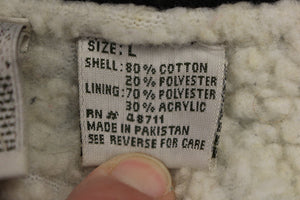 SIZE: L
SHELL: 80% COTTON
20% POLYESTER
LINING: 70% POLYESTER
30% ACRYLIC
RN# 48711
MADE IN PAKISTAN
SEE REVERSE FOR CARE